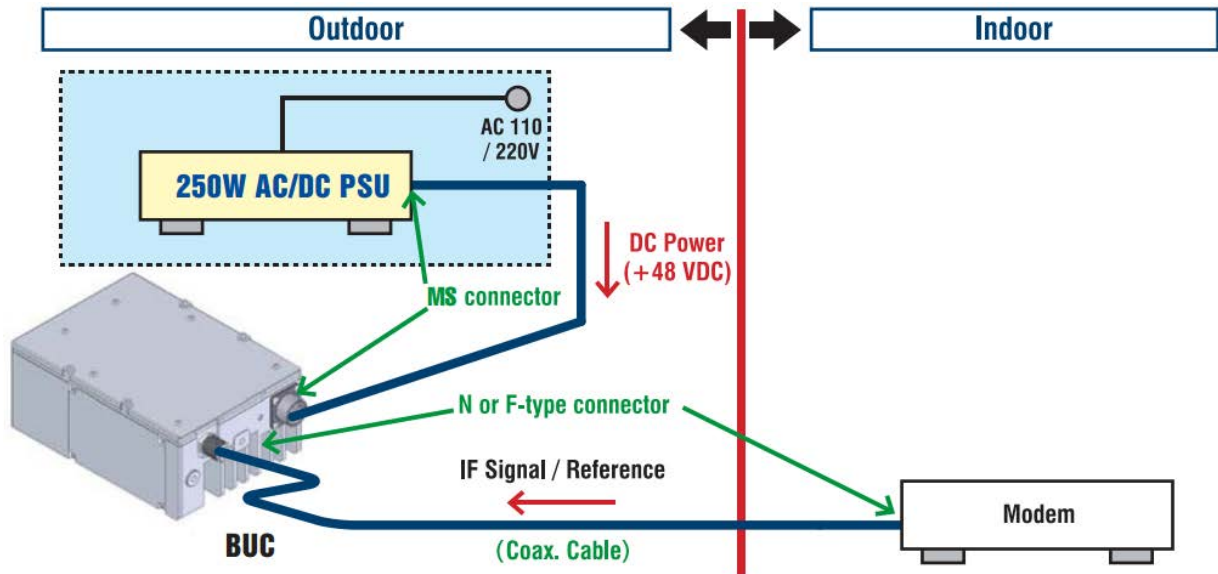 Outdoor
Indoor
AC 110
/ 220V
250W AC/DC PSU
DC Power
(+48 VDC)
MS connector
N or F-type connector
IF Signal / Reference
Modem
BUC
(Coax. Cable)